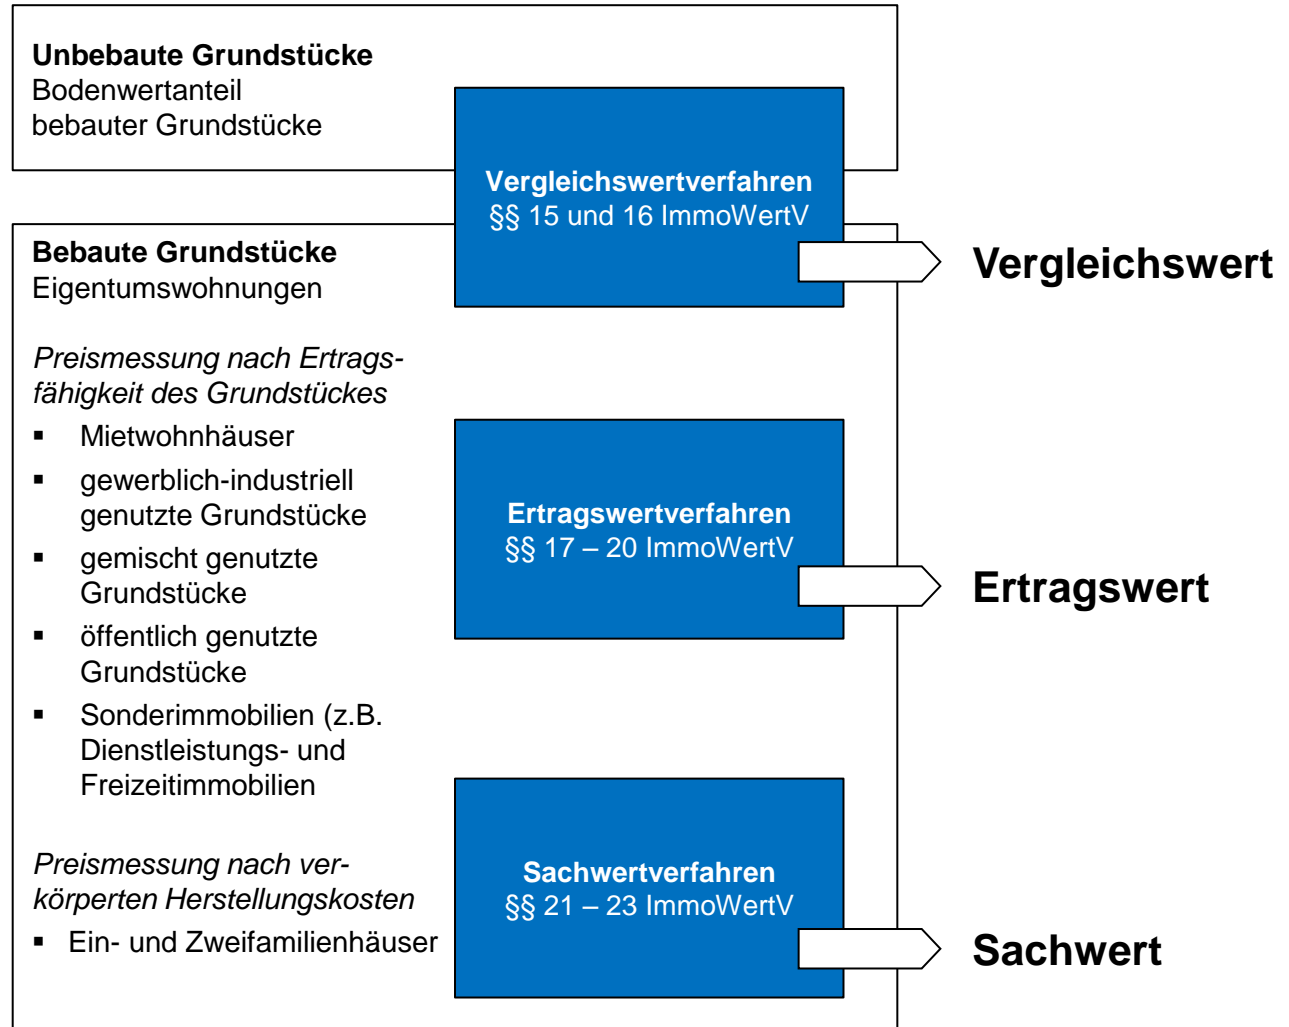 Unbebaute Grundstücke
Bodenwertanteil
bebauter Grundstücke
Vergleichswertverfahren
§§ 15 und 16 ImmoWertV
Vergleichswert
Bebaute Grundstücke
Eigentumswohnungen
Preismessung nach Ertrags-
fähigkeit des Grundstückes
▪ Mietwohnhäuser
▪ gewerblich-industriell
genutzte Grundstücke
▪ gemischt genutzte
Grundstücke
▪ öffentlich genutzte
Grundstücke
▪ Sonderimmobilien (z.B.
Dienstleistungs- und
Freizeitimmobilien
Ertragswertverfahren
§§ 17 – 20 ImmoWertV
Ertragswert
Preismessung nach ver-
körperten Herstellungskosten
▪ Ein- und Zweifamilienhäuser
Sachwertverfahren
§§ 21 – 23 ImmoWertV
Sachwert